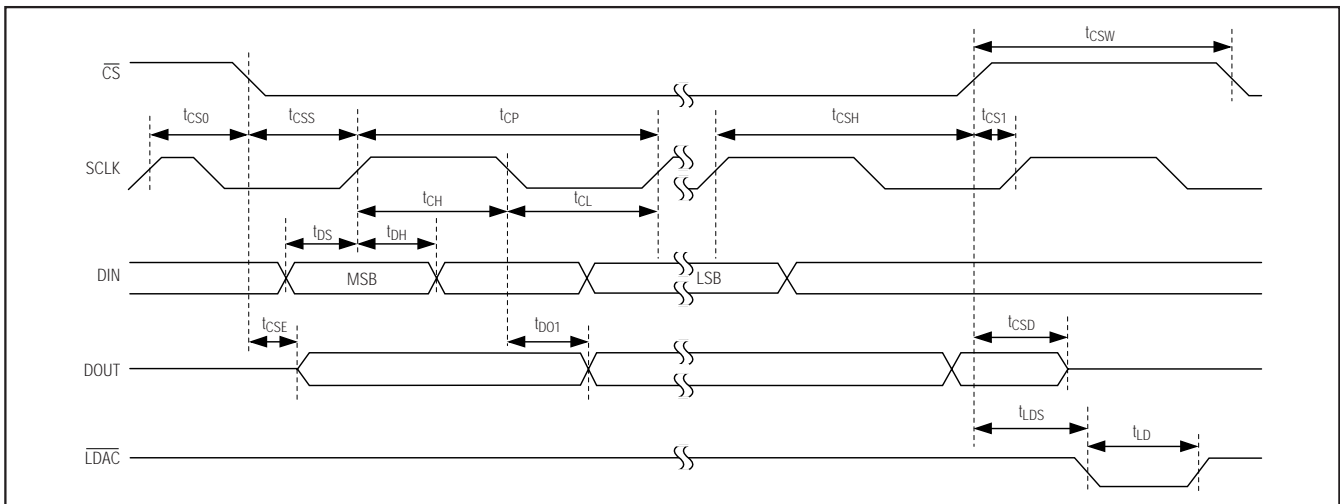 tCSW
CS
tCS0 tCSS tCP tCSH tCS1
SCLK
tCH tCL
tDS tDH
DIN MSB LSB
tCSE tDO1 tCSD
DOUT
tLDS tLD
LDAC